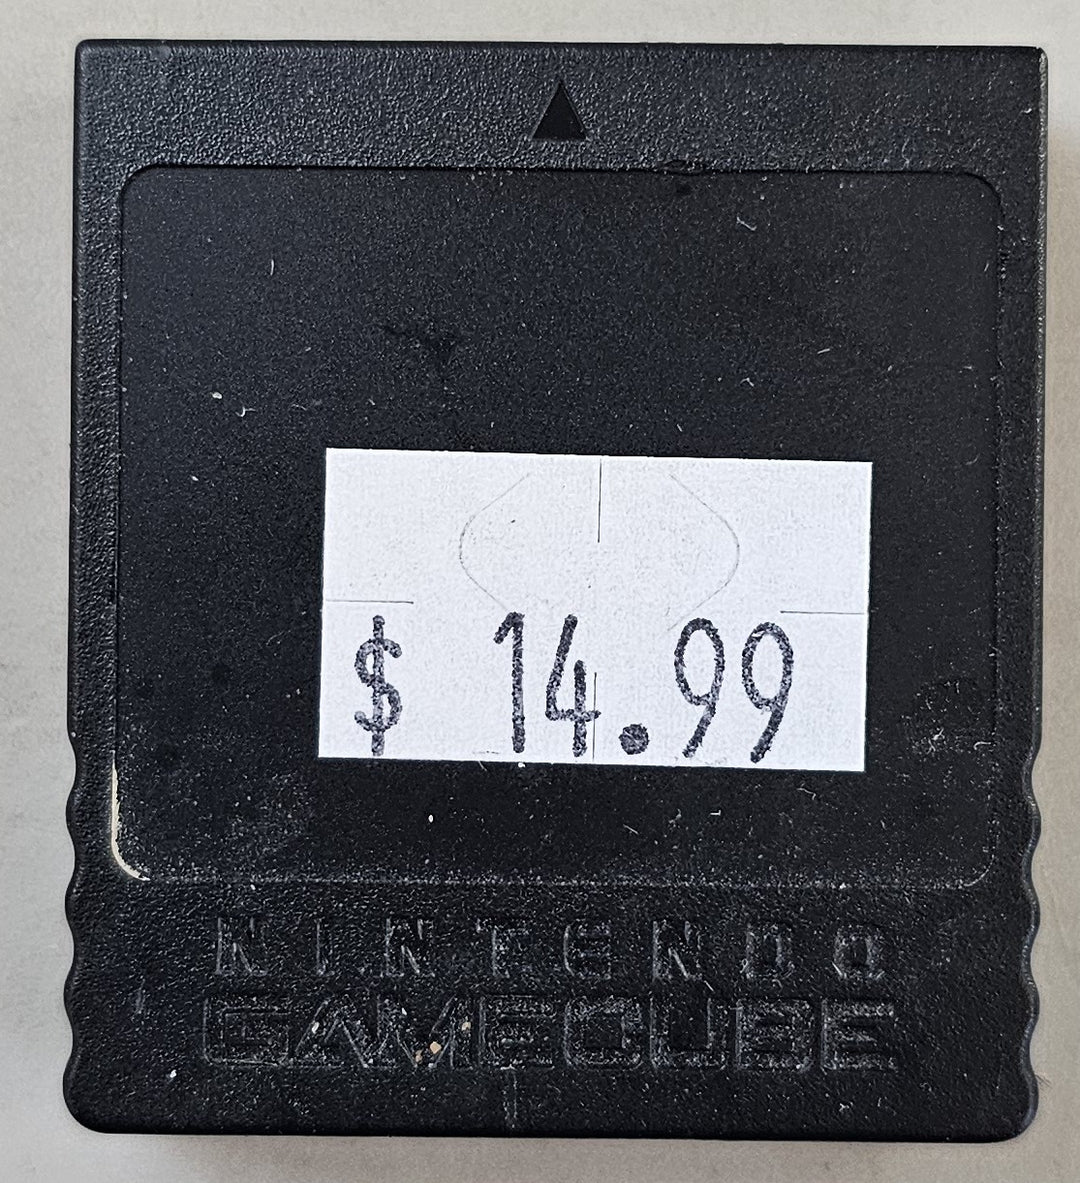 $ 14.99
NINTENDO
GAMECUBE